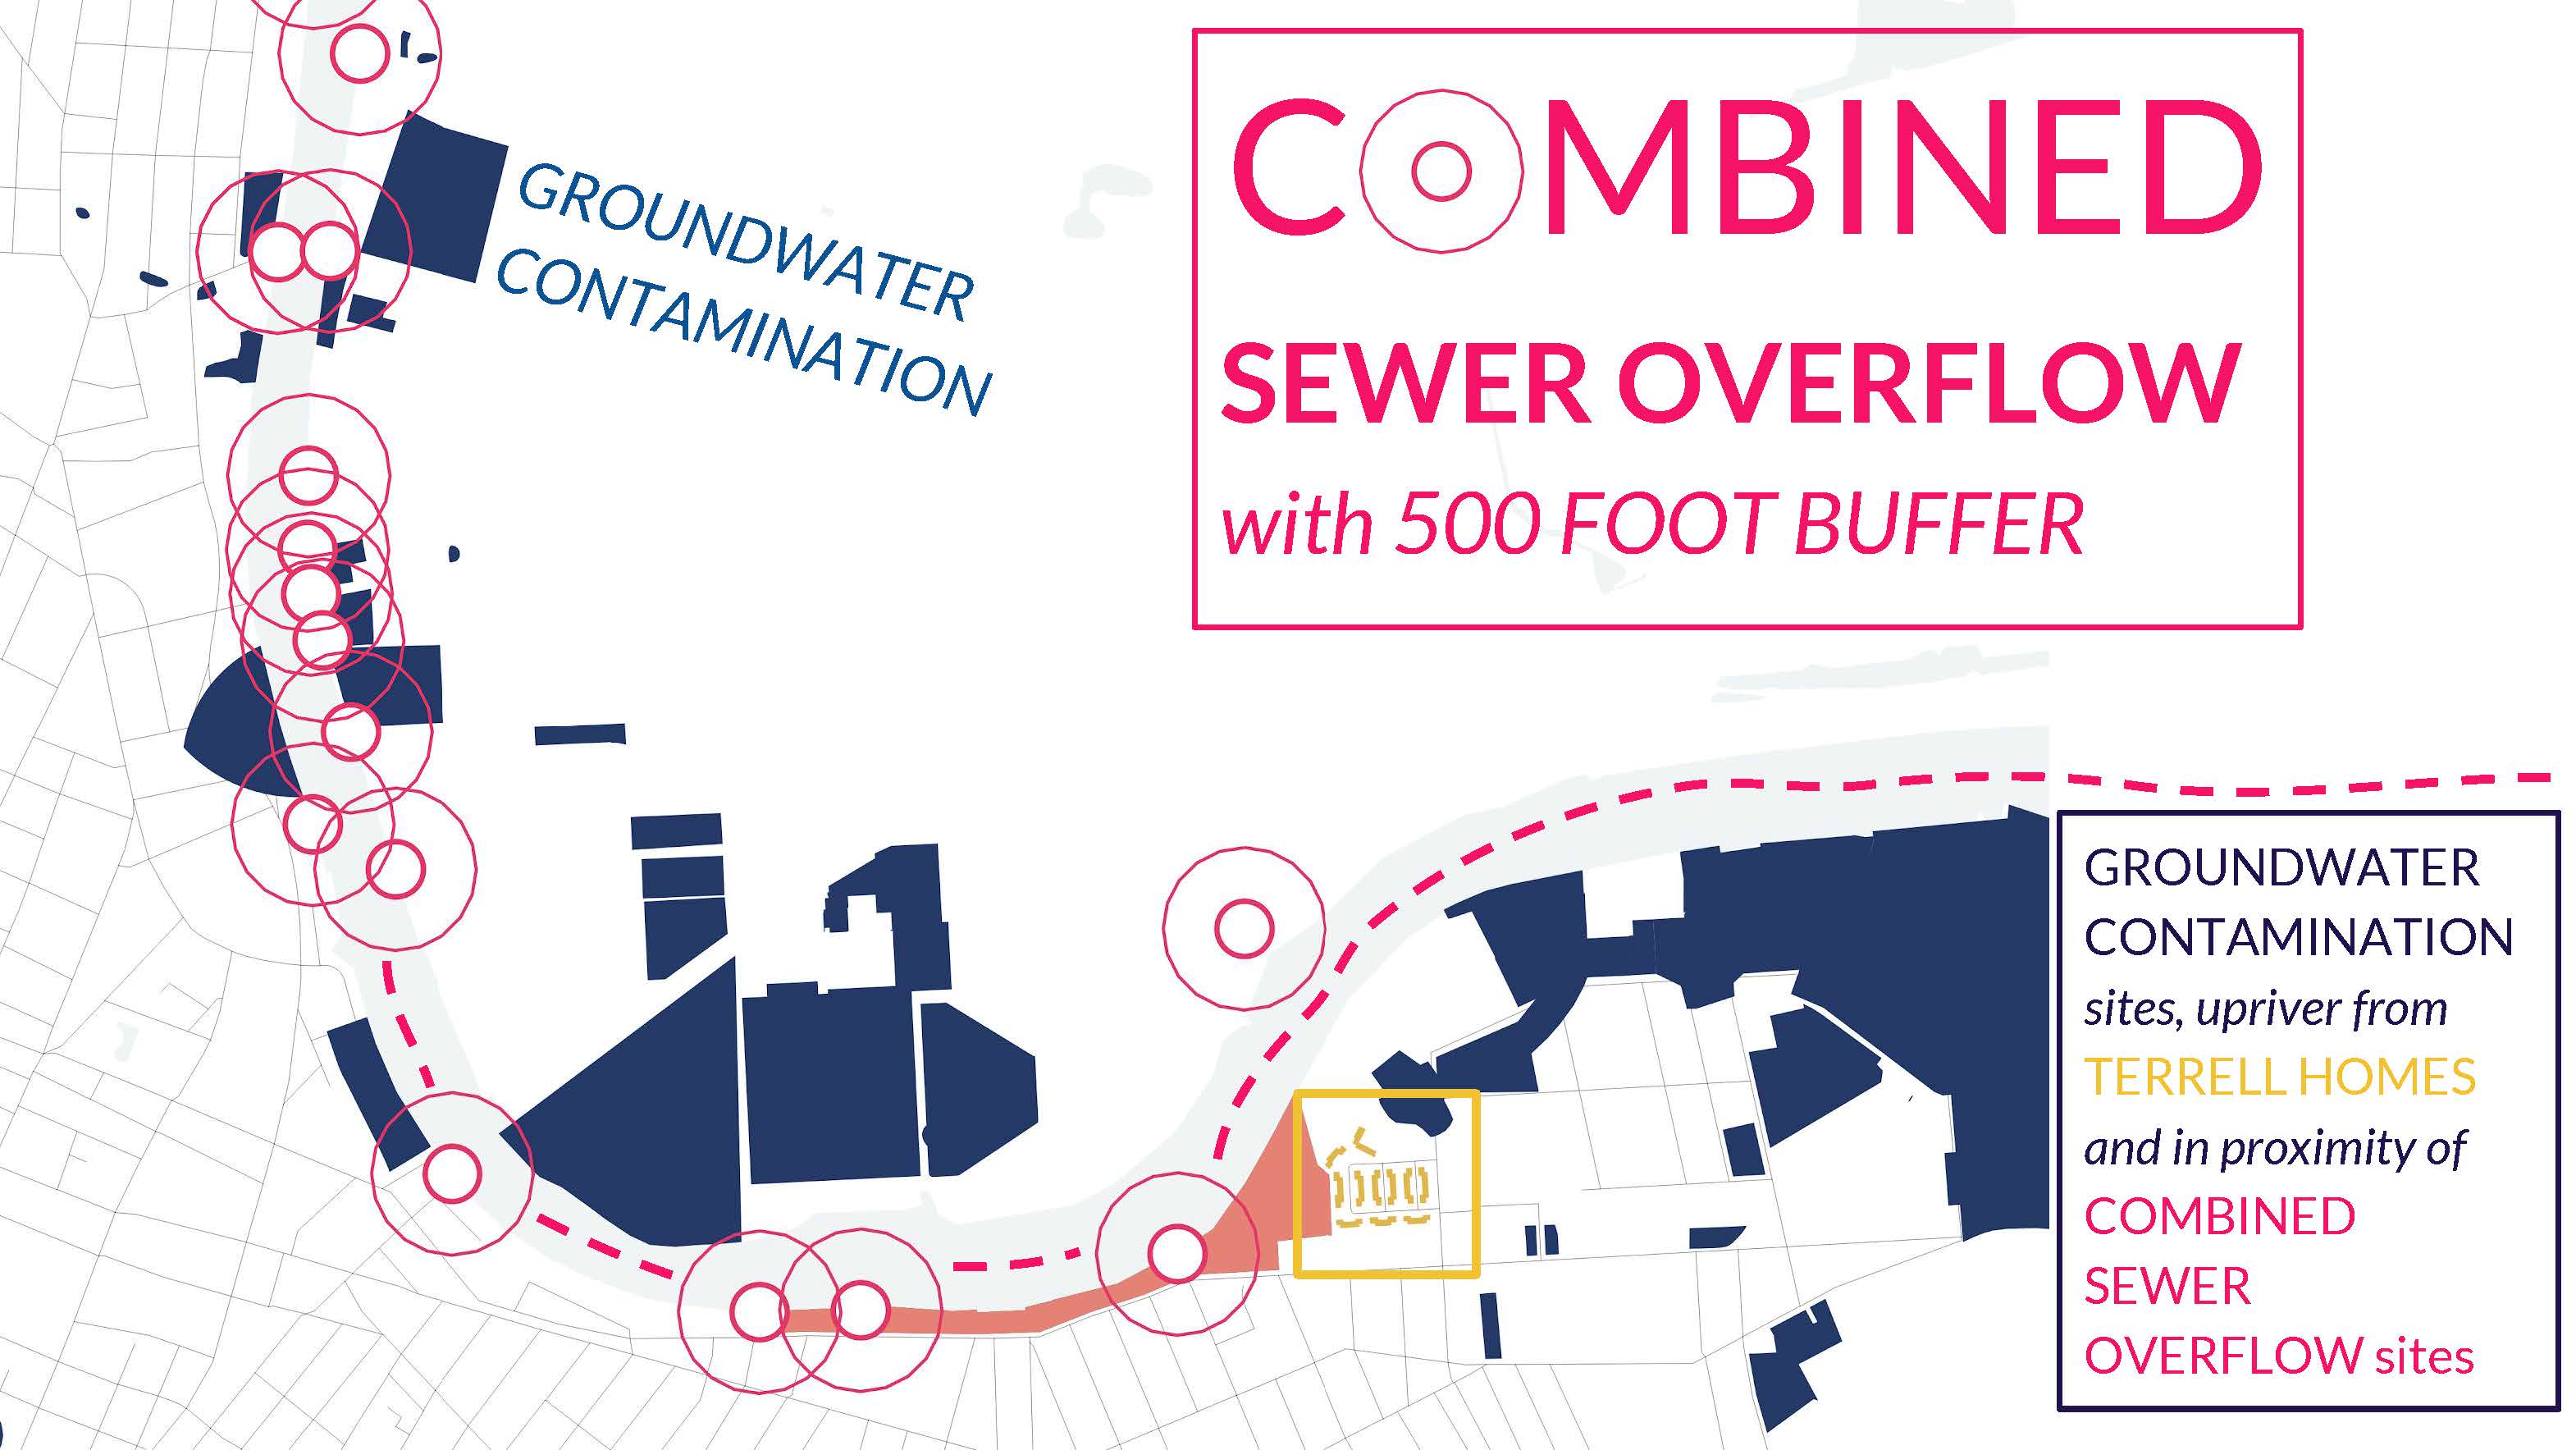 GROUNDWATER
CONTAMINATION
COMBINED
SEWER OVERFLOW
with 500 FOOT BUFFER
GROUNDWATER
CONTAMINATION
sites, upriver from
TERRELL HOMES
and in proximity of
COMBINED
SEWER
OVERFLOW sites